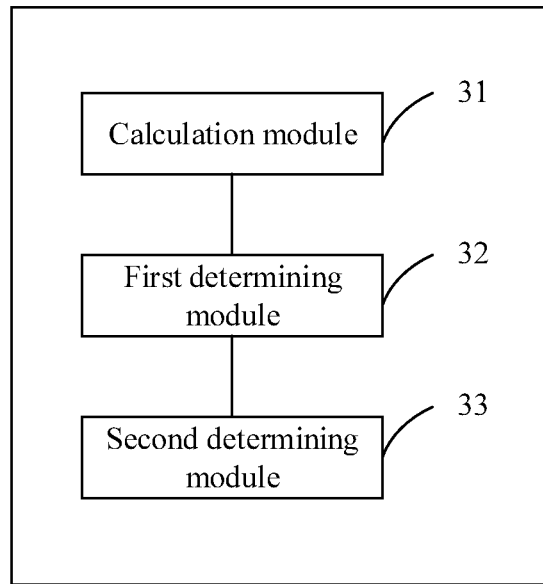 31
Calculation module
32
First determining
module
33
Second determining
module